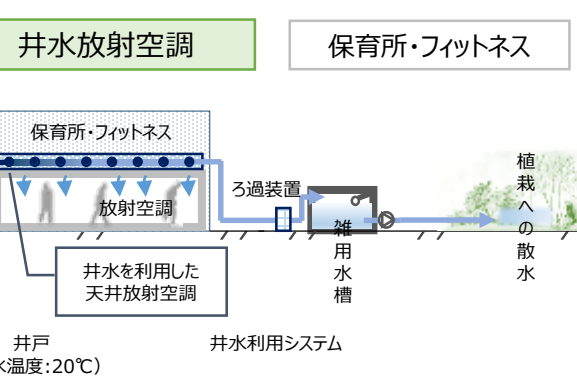 井水放射空調
保育所・フィットネス
保育所・フィットネス
放射空調
ろ過装置
雑用水槽
植栽への散水
井水を利用した
天井放射空調
井戸
水温度:20℃)
井水利用システム